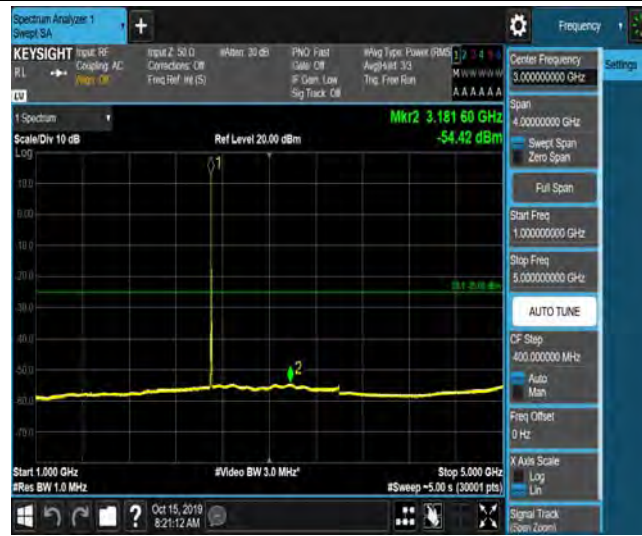 Spectrum Analyzer 1
Swept SA
+
Frequency
KEYSIGHT
RL
Input: RF
Coupling: AC
Align: Off
Input Z: 50 Ω
Corrections: Off
Freq Ref: Int (S)
#Atten: 30 dB
PNO: Fast
Gate: Off
IF Gain: Low
Sig Track: Off
#Avg Type: Power (RMS
Avg|Hold: 3/3
Trig: Free Run
1 2 3 4 5 6
M W W W W W
A A A A A A
LV
Center Frequency
3.000000000 GHz
Settings
Span
4.00000000 GHz
Swept Span
Zero Span
Full Span
Start Freq
1.000000000 GHz
Stop Freq
5.000000000 GHz
AUTO TUNE
CF Step
400.000000 MHz
Auto
Man
Freq Offset
0 Hz
X Axis Scale
Log
Lin
Signal Track
(Span Zoom)
1 Spectrum
Scale/Div 10 dB
Log
Ref Level 20.00 dBm
Mkr2 3.181 60 GHz
-54.42 dBm
1
10.0
0.00
-10.0
-20.0
-30.0
-40.0
-50.0
-60.0
-70.0
2
Start 1.000 GHz
#Res BW 1.0 MHz
#Video BW 3.0 MHz*
Stop 5.000 GHz
#Sweep ~5.00 s (30001 pts)
?
Oct 15, 2019
8:21:12 AM